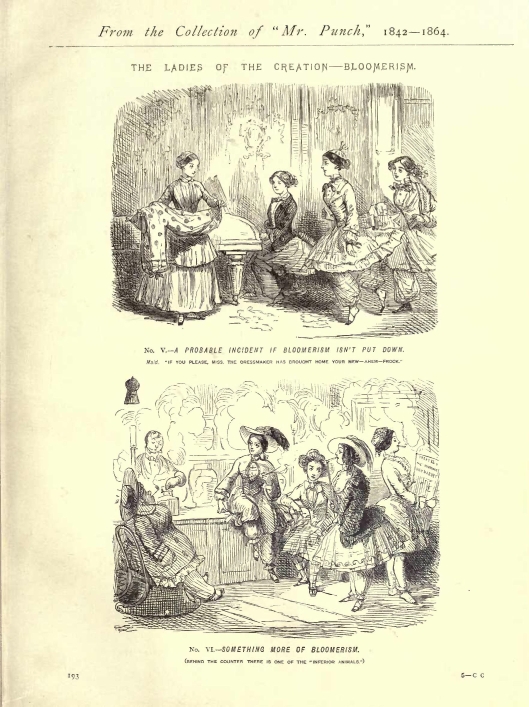 From the Collection of "Mr. Punch," 1842—1864.
THE LADIES OF THE CREATION—BLOOMERISM.
No. V.—A PROBABLE INCIDENT IF BLOOMERISM ISN'T PUT DOWN.
Maid. "IF YOU PLEASE, MISS, THE DRESSMAKER HAS BROUGHT HOME YOUR NEW—AHEM—FROCK."
No. VI.—SOMETHING MORE OF BLOOMERISM.
(BEHIND THE COUNTER THERE IS ONE OF THE "INFERIOR ANIMALS.")
193
5—C C